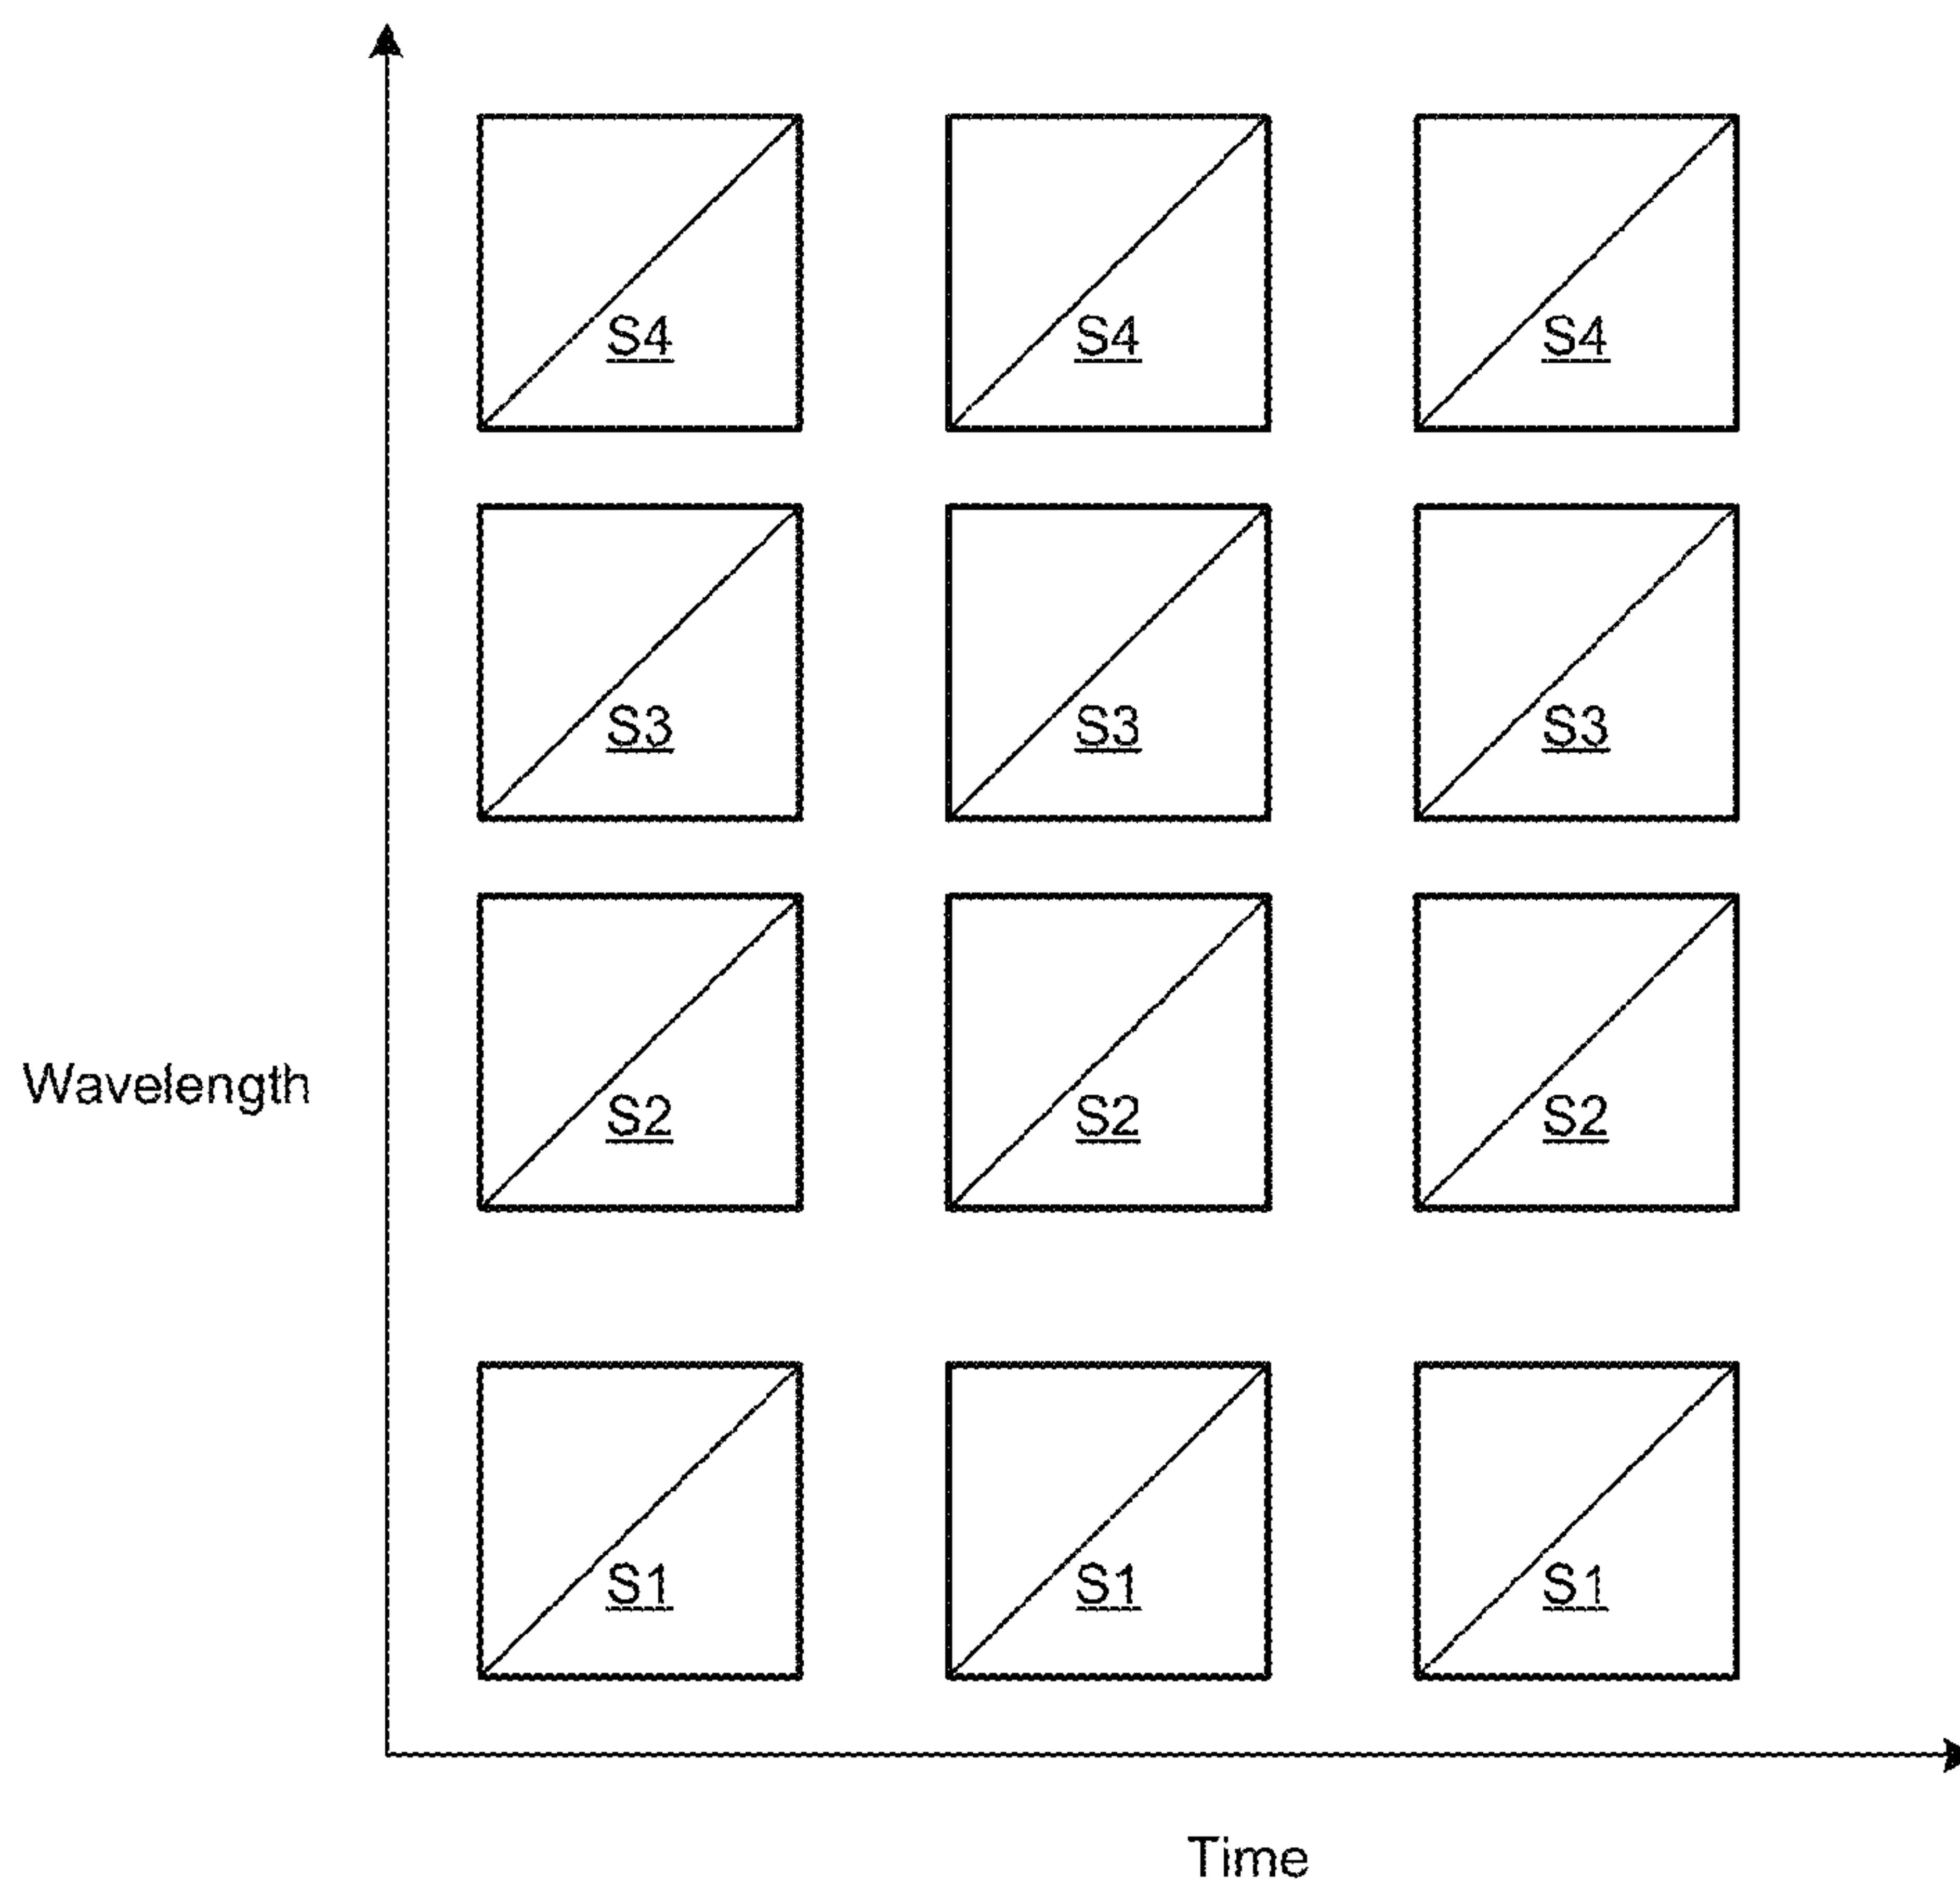 S4 S4 S4
S3 S3 S3
Wavelength
S2 S2 S2
S1 S1 S1
Time